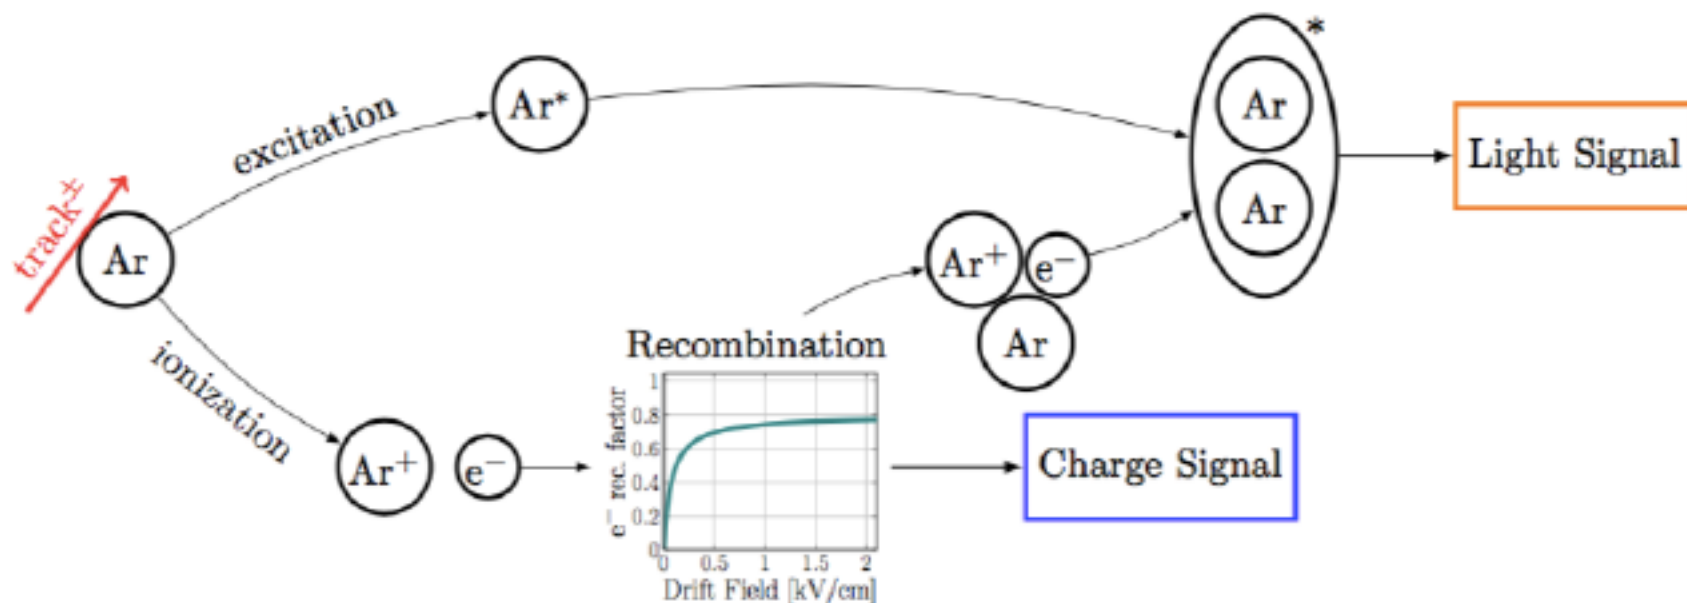 track±
Ar
excitation
Ar*
*
Ar
Ar
Light Signal
ionization
Ar⁺
e⁻
Recombination
e⁻ rec. factor
1
0.8
0.6
0.4
0.2
0
0 0.5 1 1.5 2
Drift Field [kV/cm]
Ar⁺
e⁻
Ar
Charge Signal